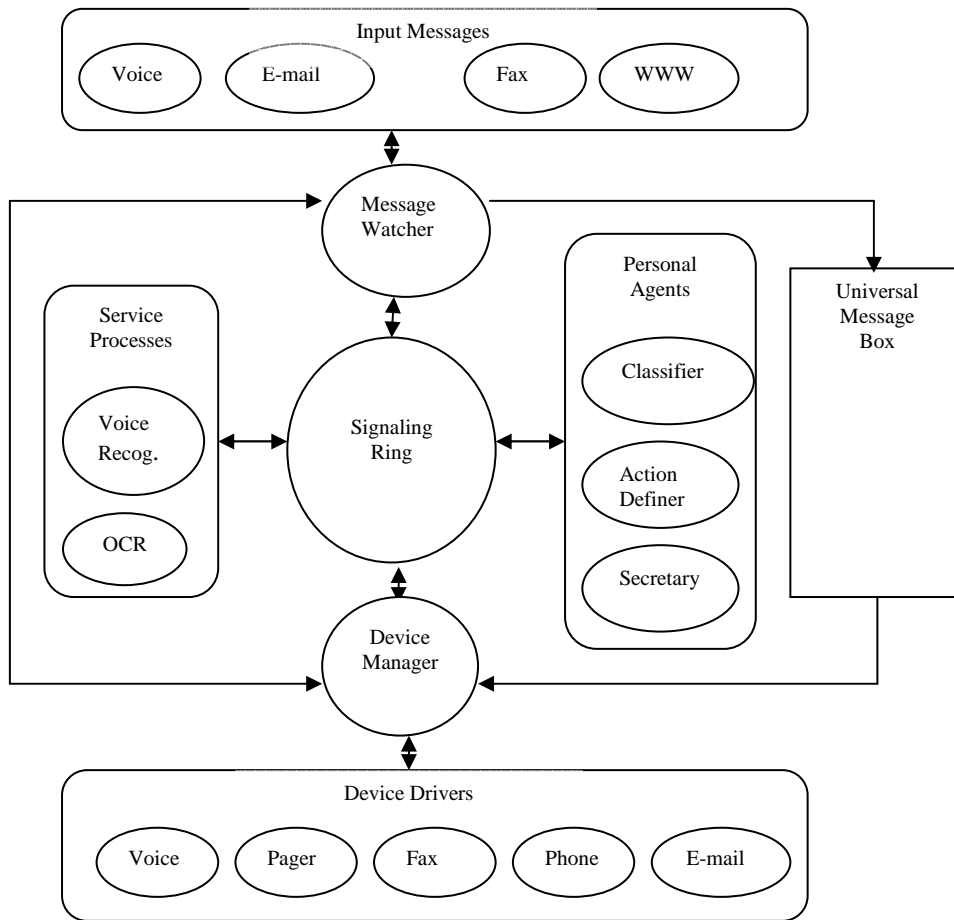 Input Messages
Voice
E-mail
Fax
WWW
Message
Watcher
Service
Processes
Voice
Recog.
OCR
Signaling
Ring
Personal
Agents
Classifier
Action
Definer
Secretary
Universal
Message
Box
Device
Manager
Device Drivers
Voice
Pager
Fax
Phone
E-mail